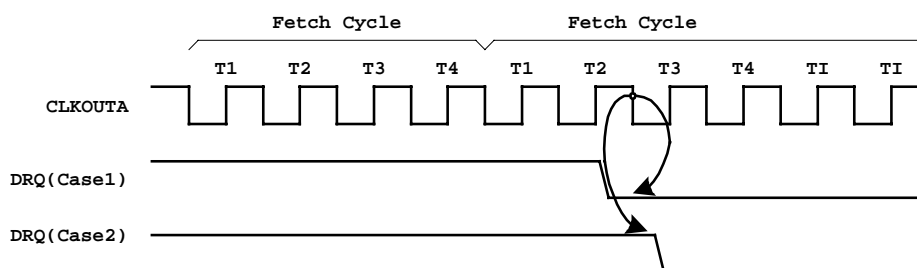 Fetch Cycle Fetch Cycle
T1 T2 T3 T4 T1 T2 T3 T4 TI TI
CLKOUTA
DRQ(Case1)
DRQ(Case2)